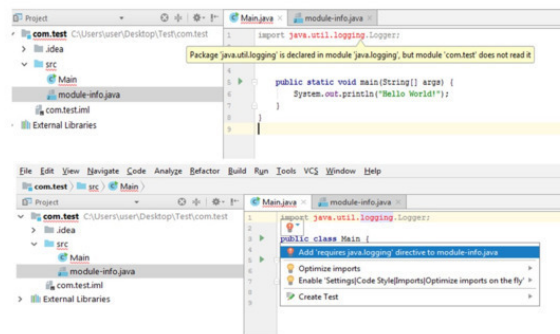 Project
Main.java
module-info.java
com.test C:\Users\user\Desktop\Test\com.test
1
import java.util.logging.Logger;
.idea
Package 'java.util.logging' is declared in module 'java.logging', but module 'com.test' does not read it
src
4
Main
5
public static void main(String[] args) {
module-info.java
6
System.out.println("Hello World!");
com.test.iml
7
}
External Libraries
8
}
9
File Edit View Navigate Code Analyze Refactor Build Run Tools VCS Window Help
com.test src Main
Project
Main.java
module-info.java
com.test C:\Users\user\Desktop\Test\com.test
1
import java.util.logging.Logger;
.idea
2
src
3
public class Main {
Main
4
Add 'requires java.logging' directive to module-info.java
module-info.java
5
Optimize imports
com.test.iml
6
Enable 'Settings|Code Style|Imports|Optimize imports on the fly'
External Libraries
7
Create Test
9